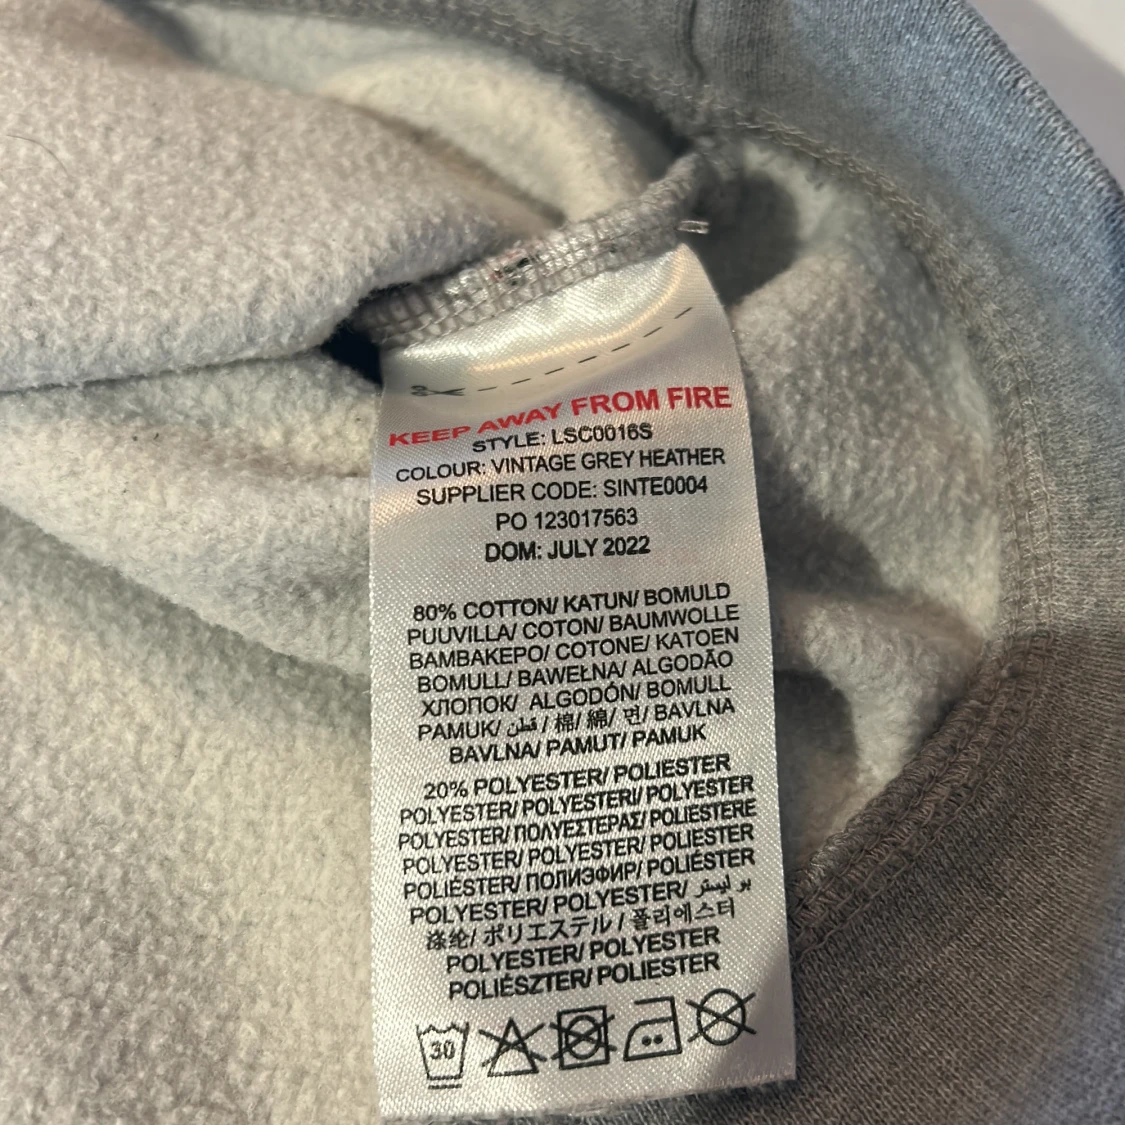 KEEP AWAY FROM FIRE
STYLE: LSC0016S
COLOUR: VINTAGE GREY HEATHER
SUPPLIER CODE: SINTE0004
PO 123017563
DOM: JULY 2022
80% COTTON/ KATUN/ BOMULD
PUUVILLA/ COTON/ BAUMWOLLE
BAMBAKEPO/ COTONE/ KATOEN
BOMULL/ BAWEŁNA/ ALGODÃO
ХЛОПОК/ ALGODÓN/ BOMULL
PAMUK/ قطن / 棉/ 綿/ 면/ BAVLNA
BAVLNA/ PAMUT/ PAMUK
20% POLYESTER/ POLIESTER
POLYESTER/ POLYESTERI/ POLYESTER
POLYESTER/ ΠΟΛΥΕΣΤΕΡΑΣ/ POLIESTERE
POLYESTER/ POLYESTER/ POLIESTER
POLIÉSTER/ ПОЛИЭФИР/ POLIÉSTER
POLYESTER/ POLYESTER/ بو ليستر
涤纶/ ポリエステル / 폴리에스터
POLYESTER/ POLYESTER
POLIÉSZTER/ POLIESTER
30